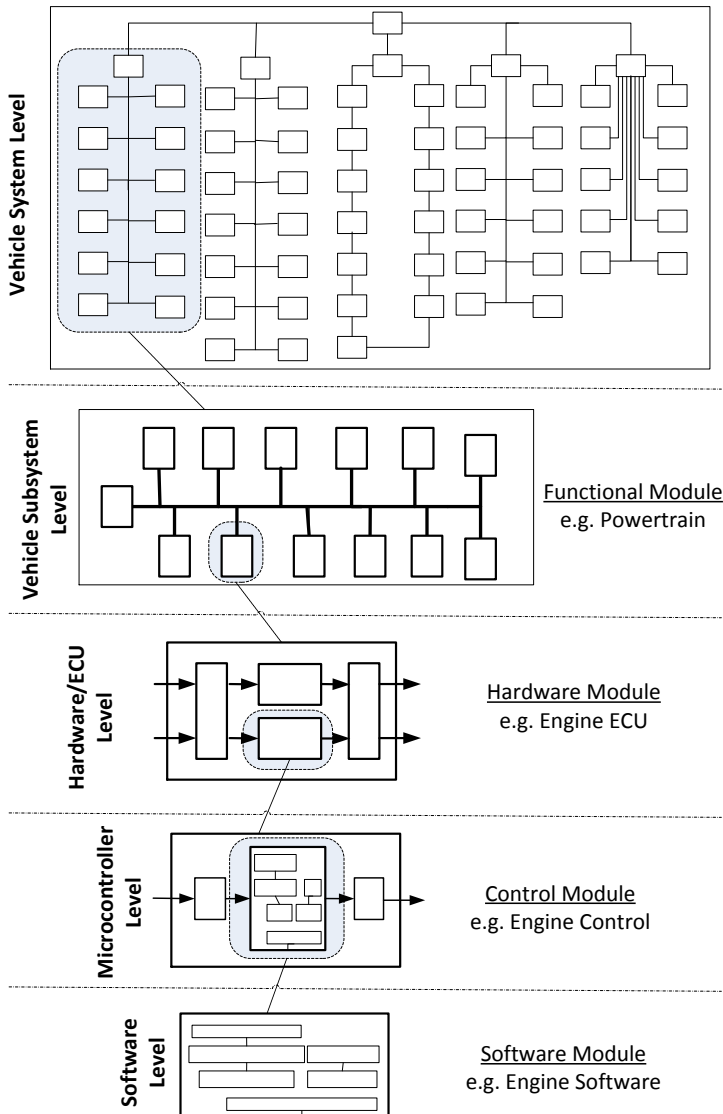 Vehicle System Level
Vehicle Subsystem
Level
Functional Module
e.g. Powertrain
Hardware/ECU
Level
Hardware Module
e.g. Engine ECU
Microcontroller
Level
Control Module
e.g. Engine Control
Software
Level
Software Module
e.g. Engine Software